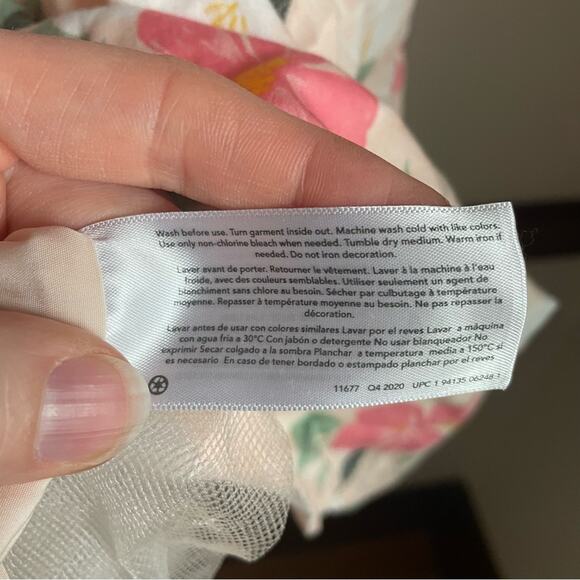 Wash before use. Turn garment inside out. Machine wash cold with like colors.
Use only non-chlorine bleach when needed. Tumble dry medium. Warm iron if
needed. Do not iron decoration.
Laver avant de porter. Retourner le vêtement. Laver à la machine à l'eau
froide, avec des couleurs semblables. Utiliser seulement un agent de
blanchiment sans chlore au besoin. Sécher par culbutage à température
moyenne. Repasser à température moyenne au besoin. Ne pas repasser la
décoration.
Lavar antes de usar con colores similares Lavar por el reves Lavar a máquina
con agua fria a 30°C Con jabón o detergente No usar blanqueador No
exprimir Secar colgado a la sombra Planchar a temperatura media a 150°C si
es necesario En caso de tener bordado o estampado planchar por el reves
11677 Q4 2020 UPC 1 94135 06248 1